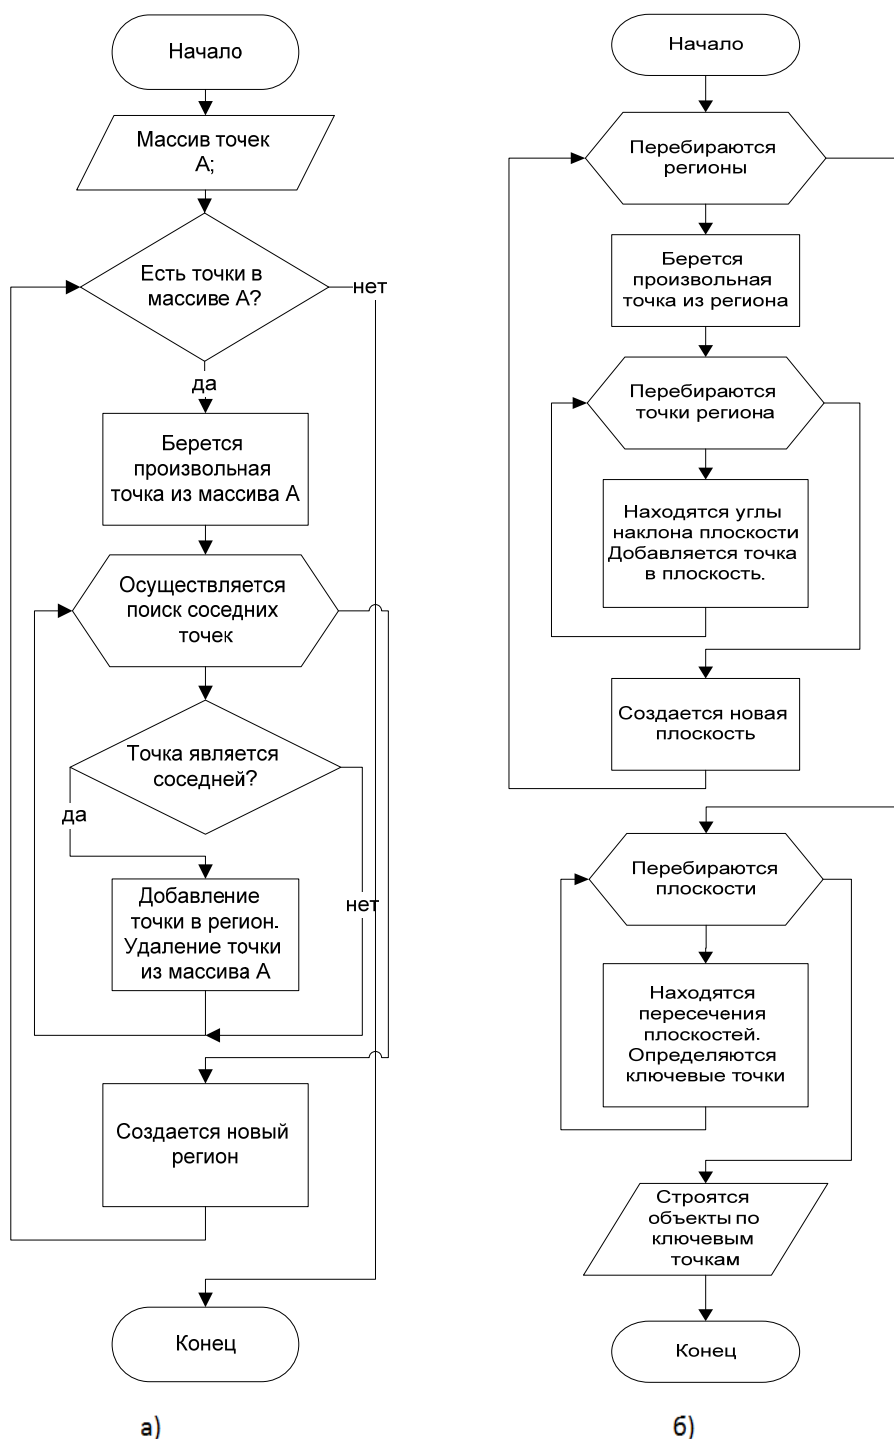 Начало
Массив точек
А;
Есть точки в
массиве А?
нет
да
Берется
произвольная
точка из массива А
Осуществляется
поиск соседних
точек
Точка является
соседней?
да
нет
Добавление
точки в регион.
Удаление точки
из массива А
Создается новый
регион
Конец
а)
Начало
Перебираются
регионы
Берется
произвольная
точка из региона
Перебираются
точки региона
Находятся углы
наклона плоскости
Добавляется точка
в плоскость.
Создается новая
плоскость
Перебираются
плоскости
Находятся
пересечения
плоскостей.
Определяются
ключевые точки
Строятся
объекты по
ключевым
точкам
Конец
б)